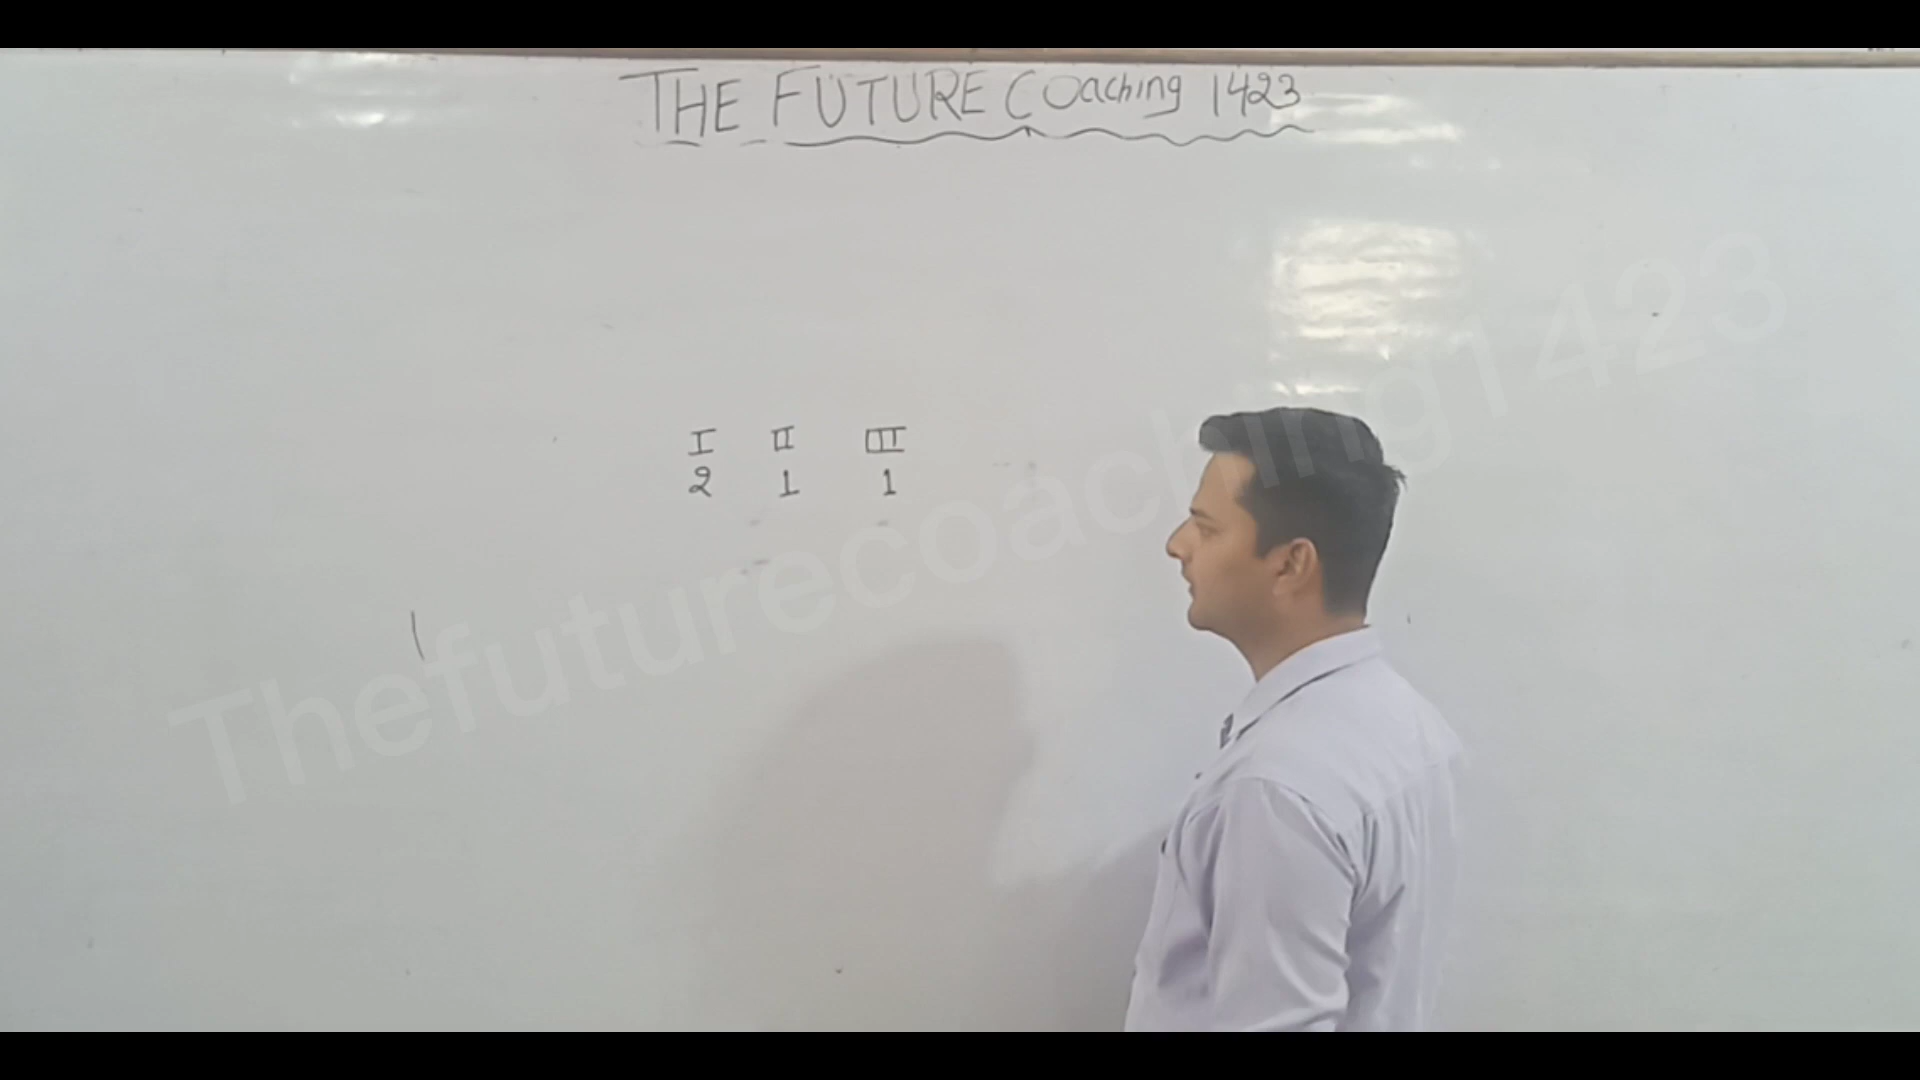 THE FUTURE Coaching 1423
I II III
2 1 1
Thefuturecoaching1423